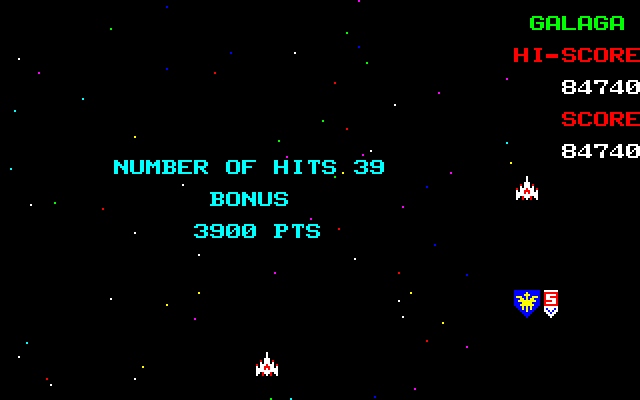 GALAGA
HI-SCORE
84740
SCORE
84740
NUMBER OF HITS 39
BONUS
3900 PTS
5